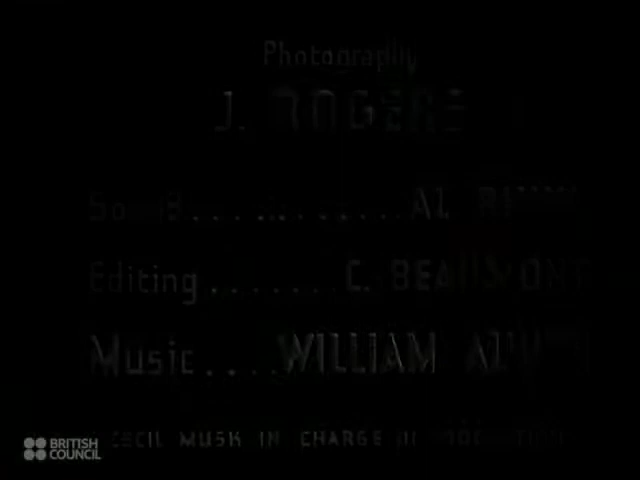 Photography
J. ROGERS
Sound............AL
Editing.......C. BEAUMONT
Music....WILLIAM
CECIL MUSK IN CHARGE OF PRODUCTION
BRITISH
COUNCIL